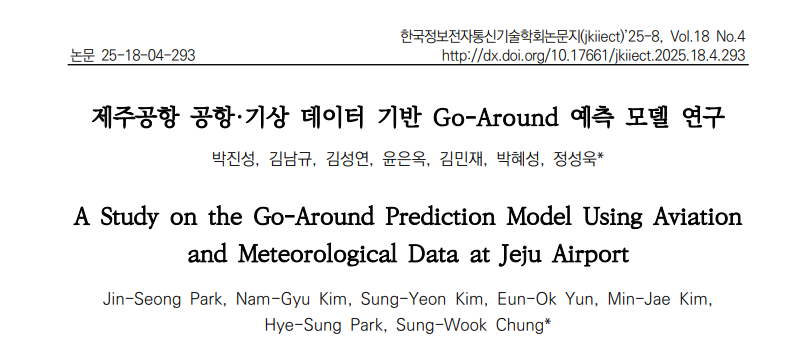 한국정보전자통신기술학회논문지(jkiiect)'25-8, Vol.18 No.4
논문 25-18-04-293
http://dx.doi.org/10.17661/jkiiect.2025.18.4.293
제주공항 공항·기상 데이터 기반 Go-Around 예측 모델 연구
박진성, 김남규, 김성연, 윤은옥, 김민재, 박혜성, 정성욱*
A Study on the Go-Around Prediction Model Using Aviation
and Meteorological Data at Jeju Airport
Jin-Seong Park, Nam-Gyu Kim, Sung-Yeon Kim, Eun-Ok Yun, Min-Jae Kim,
Hye-Sung Park, Sung-Wook Chung*